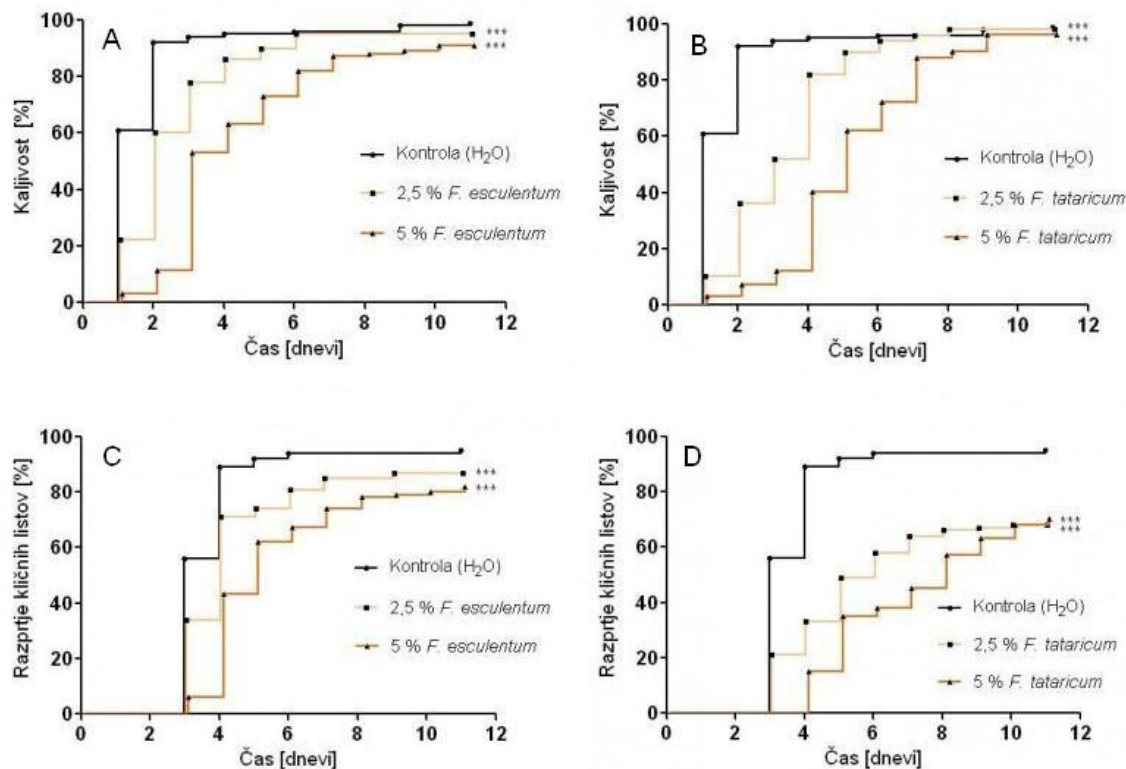 A
Kaljivost [%]
100
80
60
40
20
0
Kontrola (H₂O)
2,5 % F. esculentum
5 % F. esculentum
***
***
0 2 4 6 8 10 12
Čas [dnevi]
B
Kaljivost [%]
100
80
60
40
20
0
Kontrola (H₂O)
2,5 % F. tataricum
5 % F. tataricum
***
***
0 2 4 6 8 10 12
Čas [dnevi]
C
Razprtje kličnih listov [%]
100
80
60
40
20
0
Kontrola (H₂O)
2,5 % F. esculentum
5 % F. esculentum
***
***
0 2 4 6 8 10 12
Čas [dnevi]
D
Razprtje kličnih listov [%]
100
80
60
40
20
0
Kontrola (H₂O)
2,5 % F. tataricum
5 % F. tataricum
***
***
0 2 4 6 8 10 12
Čas [dnevi]